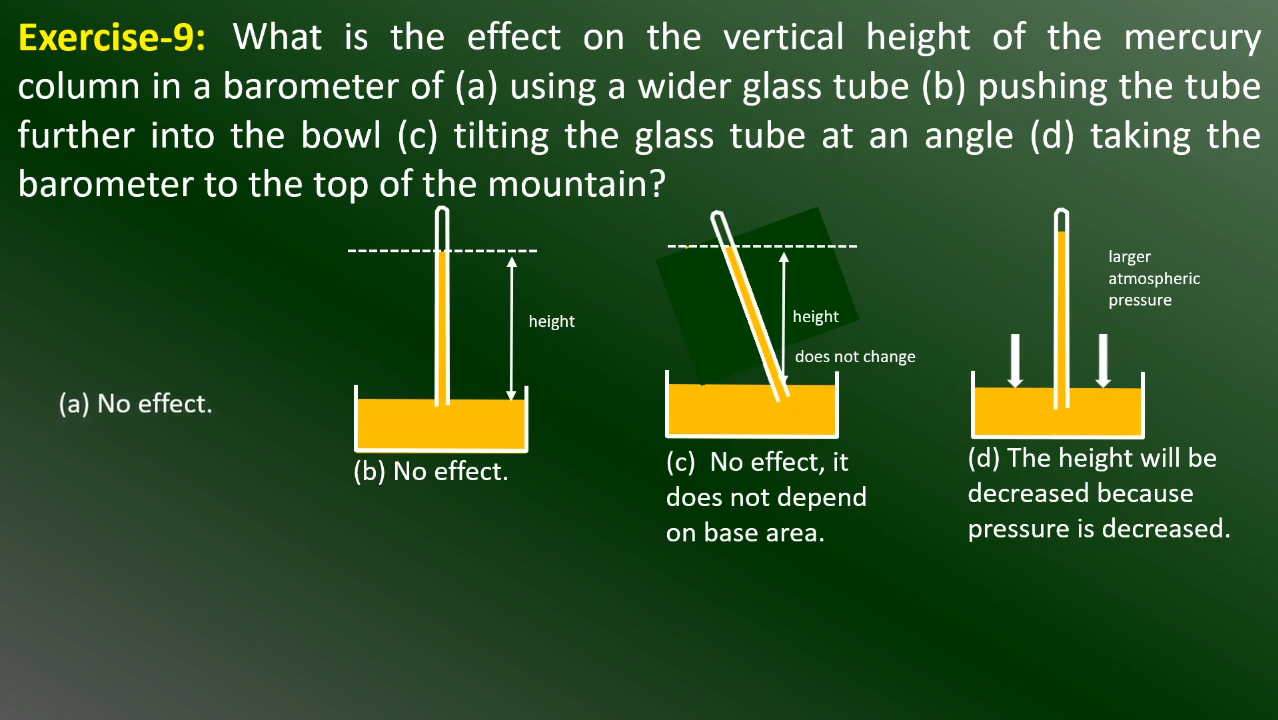 Exercise-9: What is the effect on the vertical height of the mercury
column in a barometer of (a) using a wider glass tube (b) pushing the tube
further into the bowl (c) tilting the glass tube at an angle (d) taking the
barometer to the top of the mountain?
height
height
does not change
larger
atmospheric
pressure
(a) No effect.
(b) No effect.
(c) No effect, it
does not depend
on base area.
(d) The height will be
decreased because
pressure is decreased.